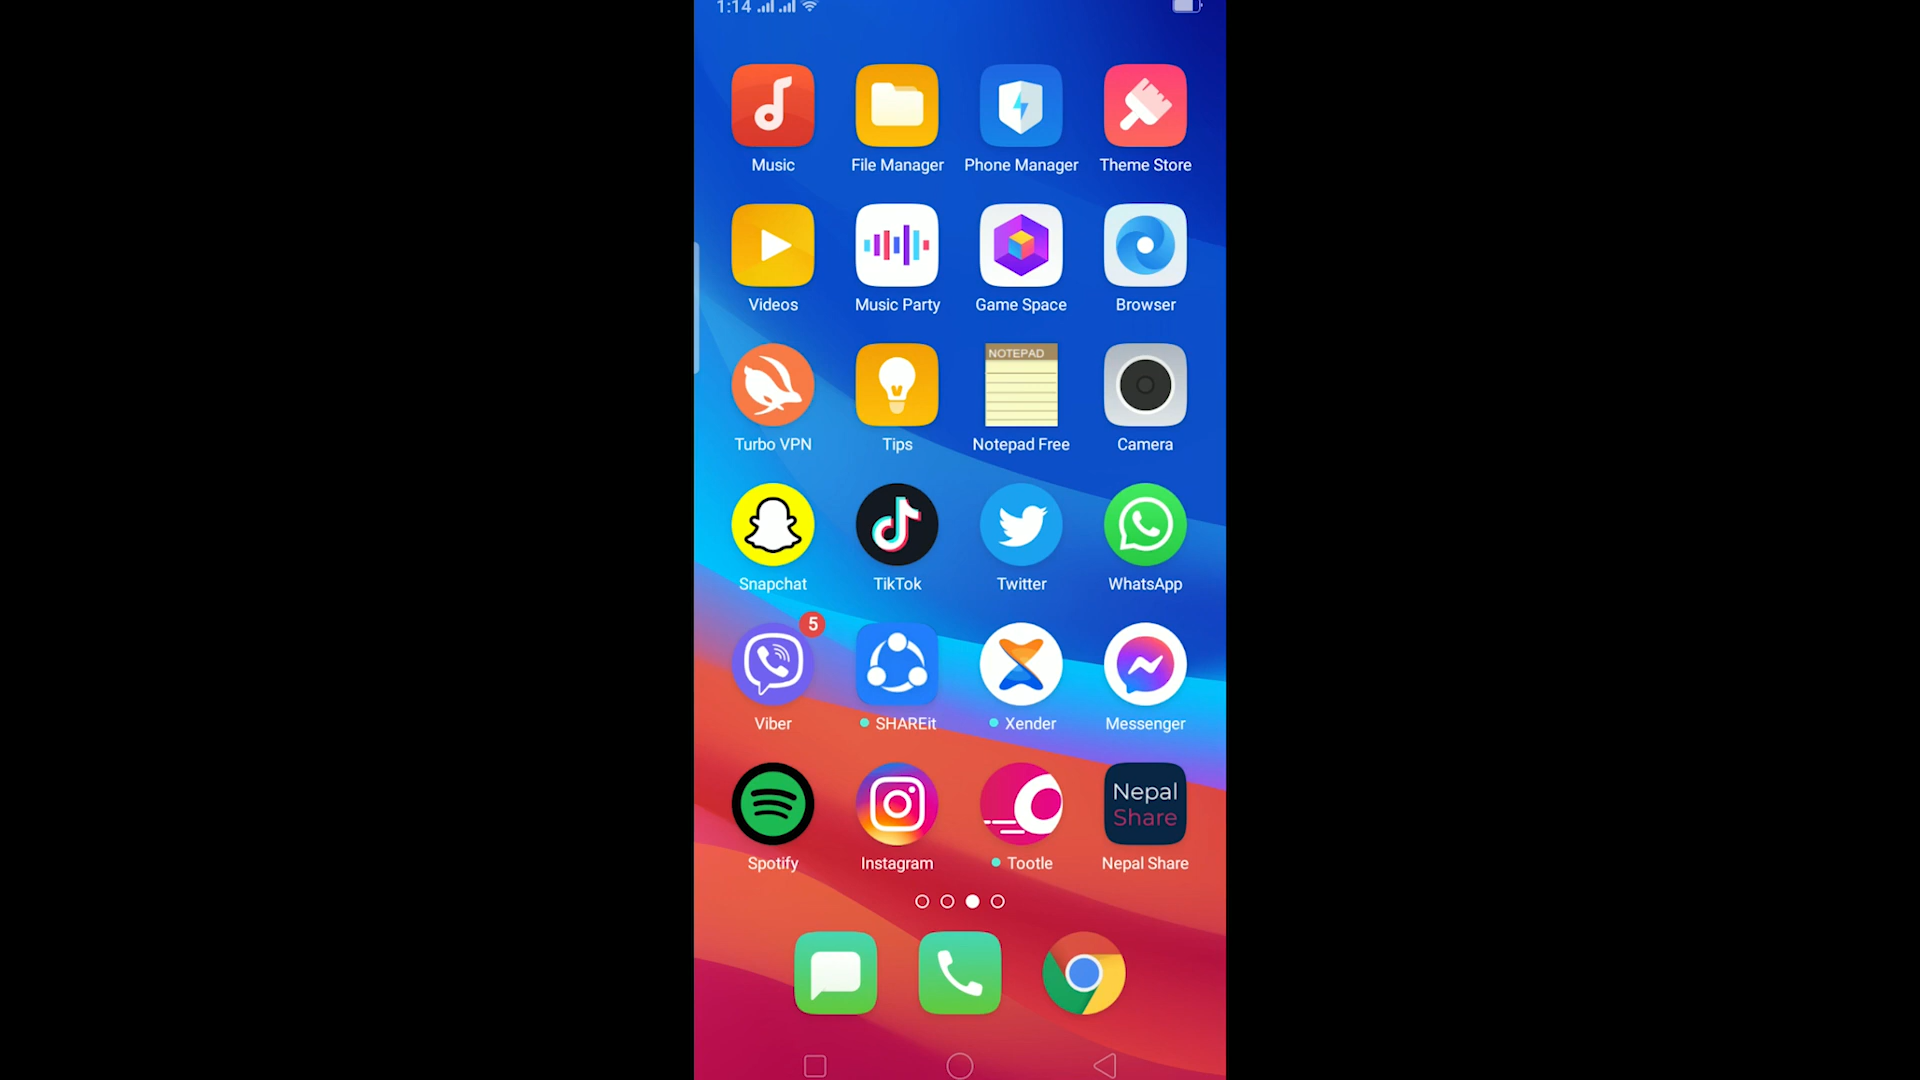 1:14
Music File Manager Phone Manager Theme Store
Videos Music Party Game Space Browser
NOTEPAD
Turbo VPN Tips Notepad Free Camera
Snapchat TikTok Twitter WhatsApp
5
Viber SHAREit Xender Messenger
Nepal
Share
Spotify Instagram Tootle Nepal Share